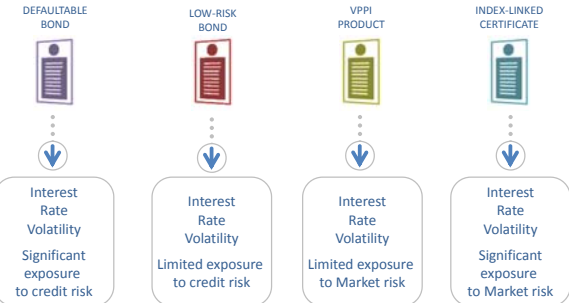 DEFAULTABLE
BOND
LOW-RISK
BOND
VPPI
PRODUCT
INDEX-LINKED
CERTIFICATE
Interest
Rate
Volatility
Significant
exposure
to credit risk
Interest
Rate
Volatility
Limited exposure
to credit risk
Interest
Rate
Volatility
Limited exposure
to Market risk
Interest
Rate
Volatility
Significant
exposure
to Market risk